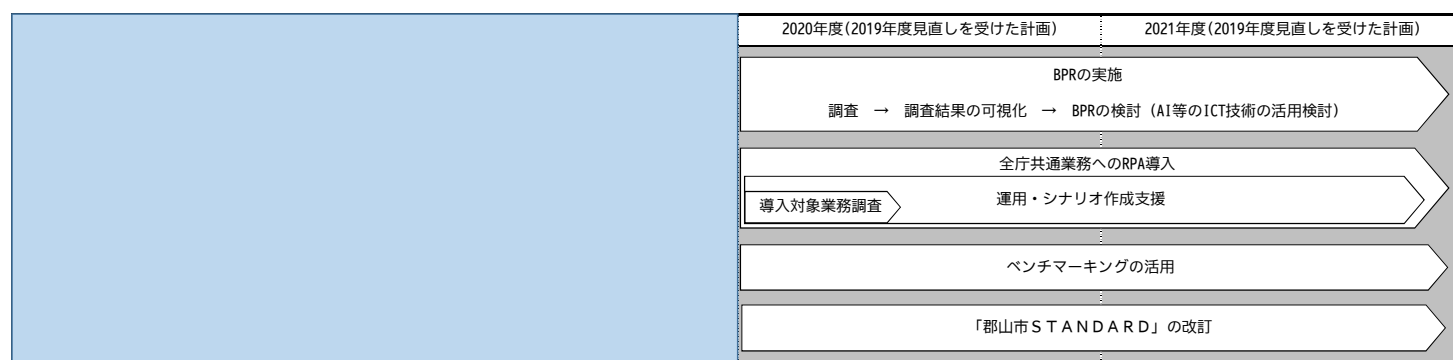 2020年度(2019年度見直しを受けた計画)
2021年度(2019年度見直しを受けた計画)
BPRの実施
調査 → 調査結果の可視化 → BPRの検討 (AI等のICT技術の活用検討)
全庁共通業務へのRPA導入
運用・シナリオ作成支援
導入対象業務調査
ベンチマーキングの活用
「郡山市ＳＴＡＮＤＡＲＤ」の改訂